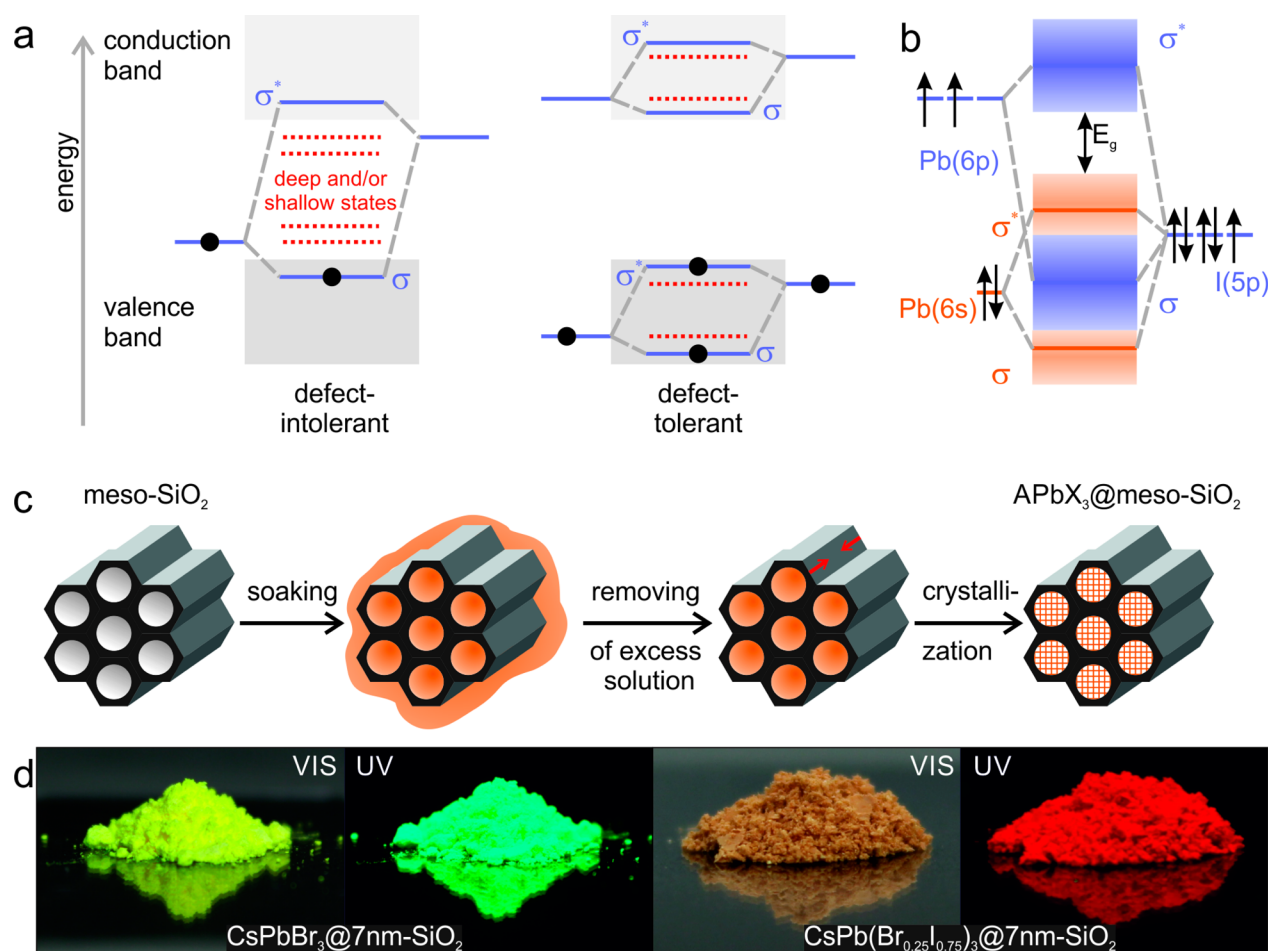 a
conduction
band
energy
valence
band
σ*
deep and/or
shallow states
σ
defect-
intolerant
σ*
σ
σ*
σ
defect-
tolerant
b
σ*
Pb(6p)
E_g
σ*
Pb(6s)
I(5p)
σ
σ
c
meso-SiO₂
soaking
removing
of excess
solution
crystalli-
zation
APbX₃@meso-SiO₂
d
VIS
UV
VIS
UV
CsPbBr₃@7nm-SiO₂
CsPb(Br₀.₂₅I₀.₇₅)₃@7nm-SiO₂